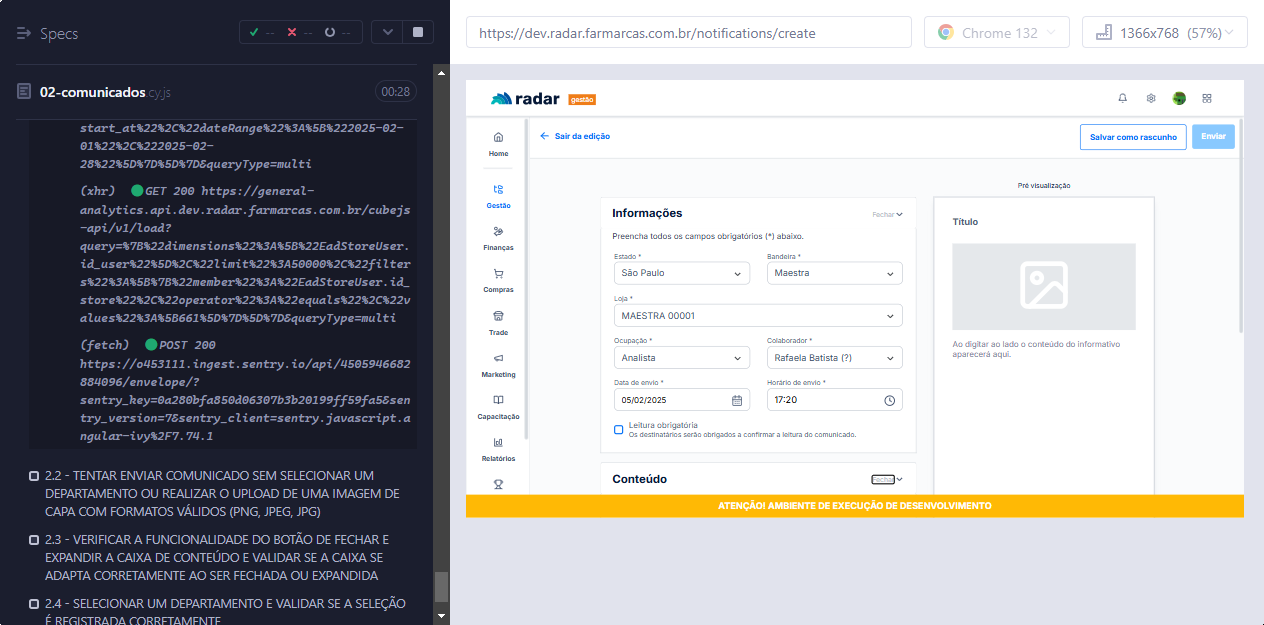 Specs
-- -- --
02-comunicados.cy.js
00:28
start_at%22%2C%22dateRange%22%3A%5B%222025-02-
01%22%2C%222025-02-
28%22%5D%7D%5D%7D&queryType=multi
(xhr) GET 200 https://general-
analytics.api.dev.radar.farmarcas.com.br/cubejs
-api/v1/load?
query=%7B%22dimensions%22%3A%5B%22EadStoreUser.
id_user%22%5D%2C%22limit%22%3A50000%2C%22filter
s%22%3A%5B%7B%22member%22%3A%22EadStoreUser.id_
store%22%2C%22operator%22%3A%22equals%22%2C%22v
alues%22%3A%5B661%5D%7D%5D%7D&queryType=multi
(fetch) POST 200
https://o453111.ingest.sentry.io/api/4505946682
884096/envelope/?
sentry_key=0a280bfa850d06307b3b20199ff59fa5&sen
try_version=7&sentry_client=sentry.javascript.a
ngular-ivy%2F7.74.1
2.2 - TENTAR ENVIAR COMUNICADO SEM SELECIONAR UM
DEPARTAMENTO OU REALIZAR O UPLOAD DE UMA IMAGEM DE
CAPA COM FORMATOS VÁLIDOS (PNG, JPEG, JPG)
2.3 - VERIFICAR A FUNCIONALIDADE DO BOTÃO DE FECHAR E
EXPANDIR A CAIXA DE CONTEÚDO E VALIDAR SE A CAIXA SE
ADAPTA CORRETAMENTE AO SER FECHADA OU EXPANDIDA
2.4 - SELECIONAR UM DEPARTAMENTO E VALIDAR SE A SELEÇÃO
É REGISTRADA CORRETAMENTE
https://dev.radar.farmarcas.com.br/notifications/create
Chrome 132
1366x768 (57%)
radar gestão
Home
Gestão
Finanças
Compras
Trade
Marketing
Capacitação
Relatórios
Sair da edição
Salvar como rascunho
Enviar
Informações
Fechar
Preencha todos os campos obrigatórios (*) abaixo.
Estado *
Bandeira *
São Paulo
Maestra
Loja *
MAESTRA 00001
Ocupação *
Colaborador *
Analista
Rafaela Batista (?)
Data de envio *
Horário de envio *
05/02/2025
17:20
Leitura obrigatória
Os destinatários serão obrigados a confirmar a leitura do comunicado.
Conteúdo
Fechar
Pré visualização
Título
Ao digitar ao lado o conteúdo do informativo
aparecerá aqui.
ATENÇÃO! AMBIENTE DE EXECUÇÃO DE DESENVOLVIMENTO